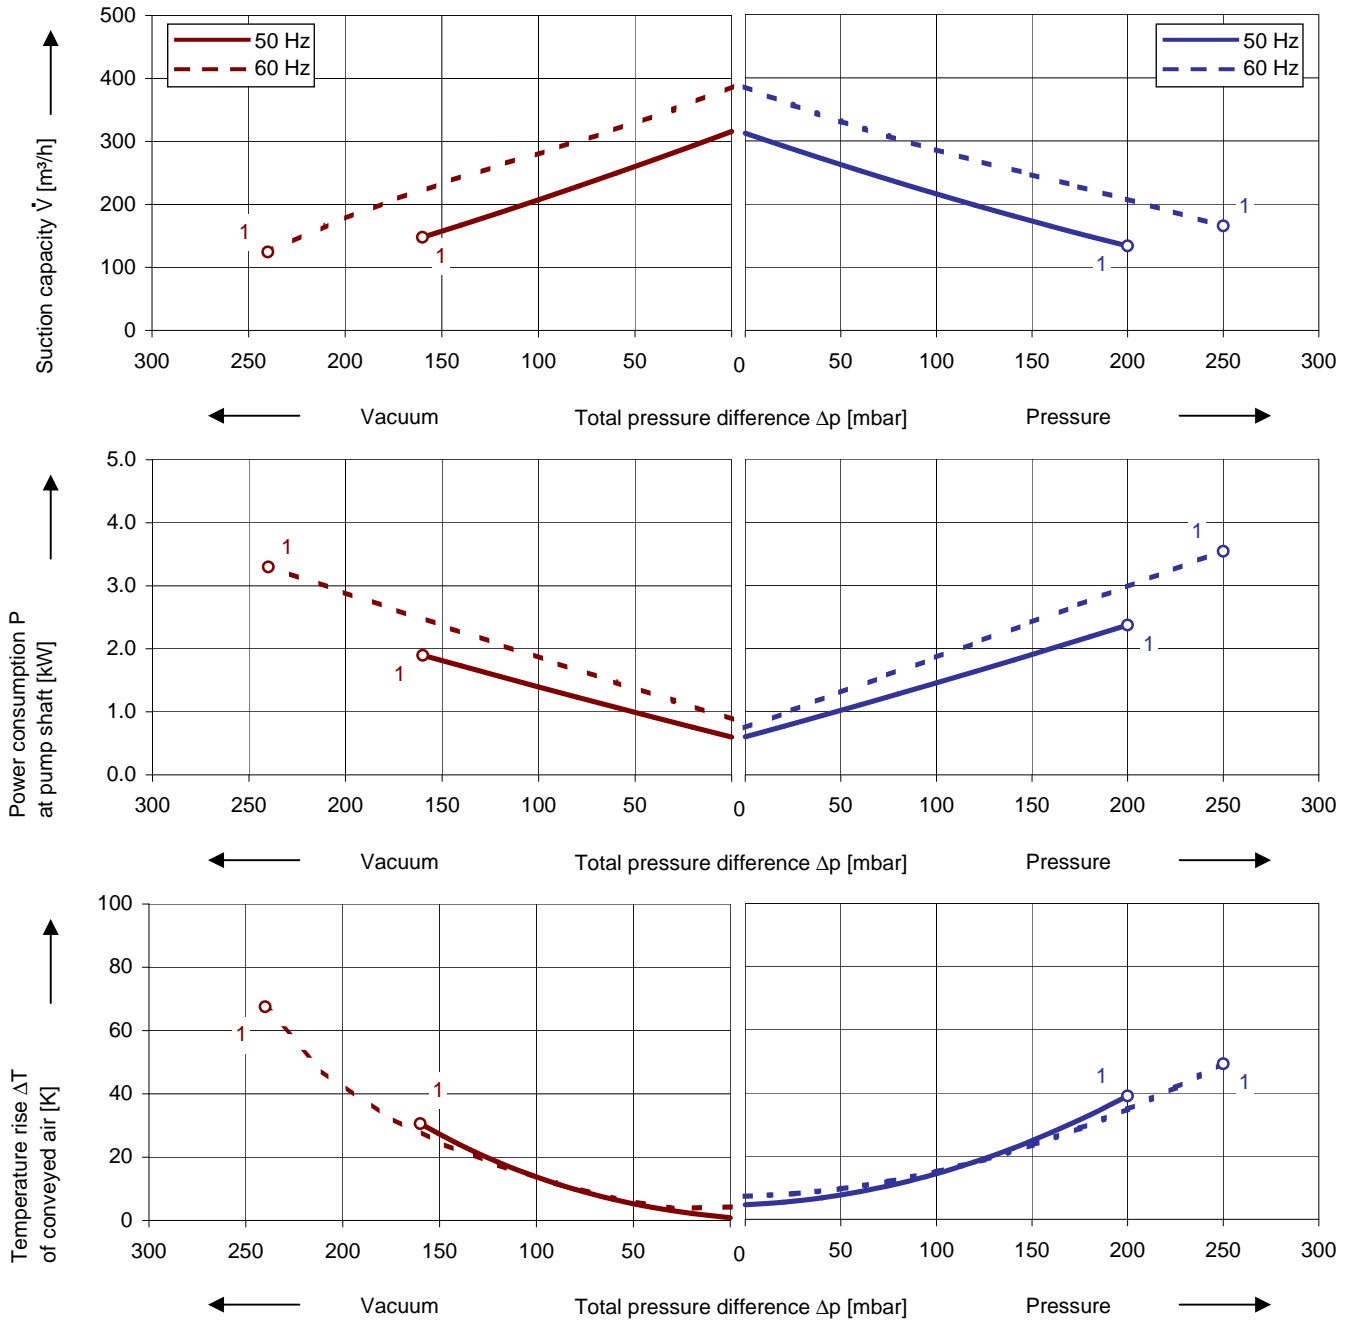 500
400
300
200
100
0
Suction capacity V̇ [m³/h]
50 Hz
60 Hz
50 Hz
60 Hz
1
1
1
1
300 250 200 150 100 50 0 50 100 150 200 250 300
Vacuum Total pressure difference Δp [mbar] Pressure
5.0
4.0
3.0
2.0
1.0
0.0
Power consumption P
at pump shaft [kW]
1
1
1
1
300 250 200 150 100 50 0 50 100 150 200 250 300
Vacuum Total pressure difference Δp [mbar] Pressure
100
80
60
40
20
0
Temperature rise ΔT
of conveyed air [K]
1
1
1
1
300 250 200 150 100 50 0 50 100 150 200 250 300
Vacuum Total pressure difference Δp [mbar] Pressure